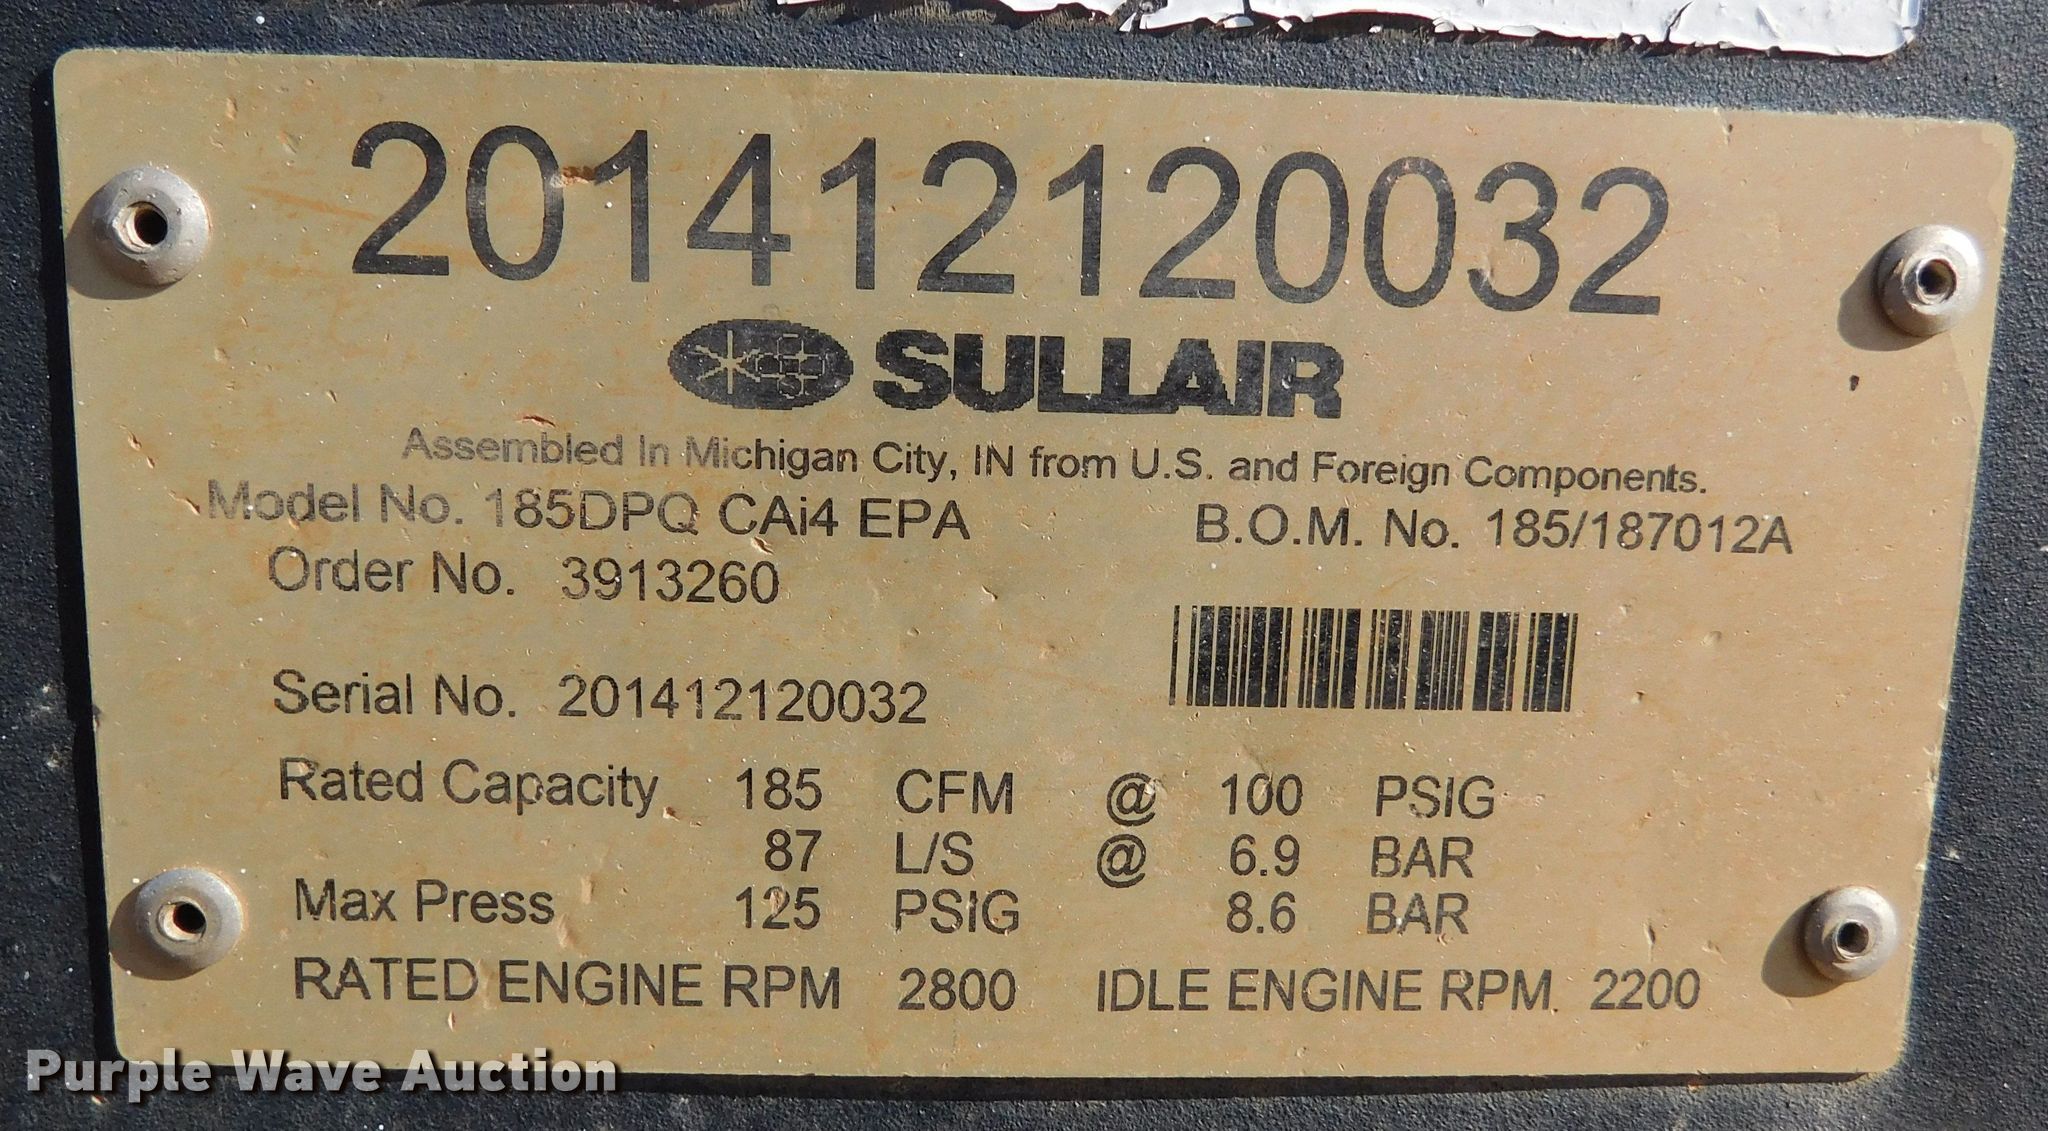 201412120032
SULLAIR
Assembled In Michigan City, IN from U.S. and Foreign Components.
Model No. 185DPQ CAi4 EPA B.O.M. No. 185/187012A
Order No. 3913260
Serial No. 201412120032
Rated Capacity 185 CFM @ 100 PSIG
87 L/S @ 6.9 BAR
Max Press 125 PSIG 8.6 BAR
RATED ENGINE RPM 2800 IDLE ENGINE RPM 2200
Purple Wave Auction